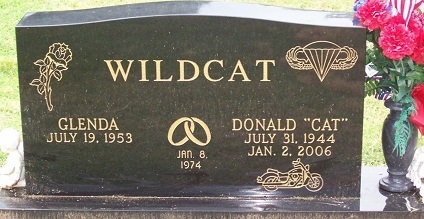 WILDCAT
GLENDA
JULY 19, 1953
JAN. 8,
1974
DONALD "CAT"
JULY 31, 1944
JAN. 2, 2006